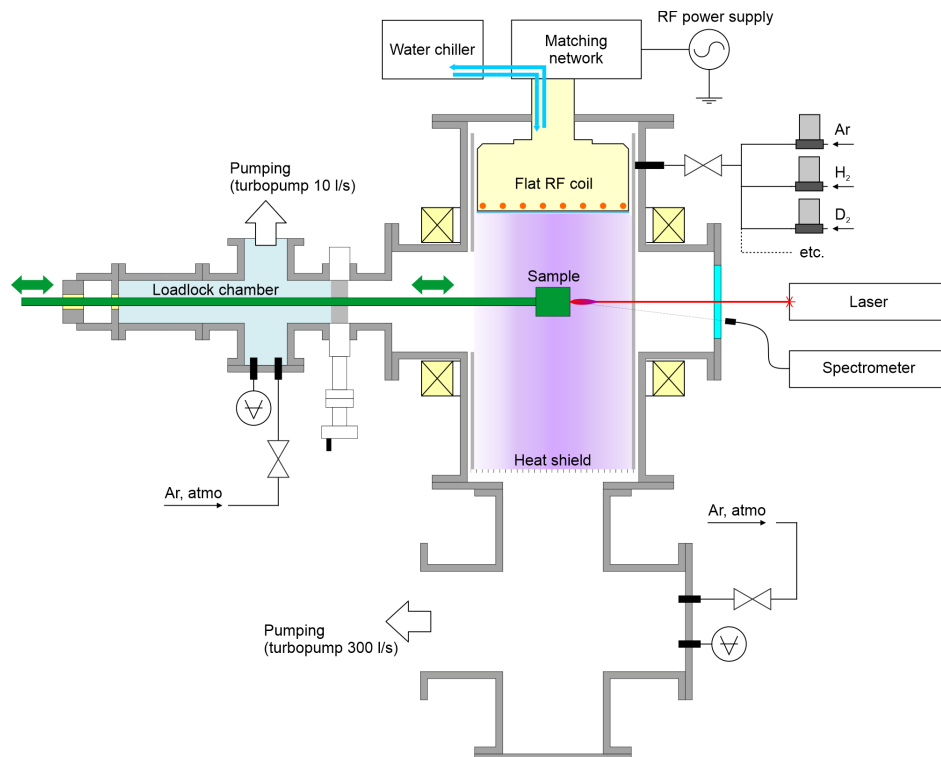 RF power supply
Water chiller
Matching
network
Ar
H₂
D₂
etc.
Pumping
(turbopump 10 l/s)
Flat RF coil
Loadlock chamber
Sample
Laser
Spectrometer
Heat shield
Ar, atmo
Ar, atmo
Pumping
(turbopump 300 l/s)